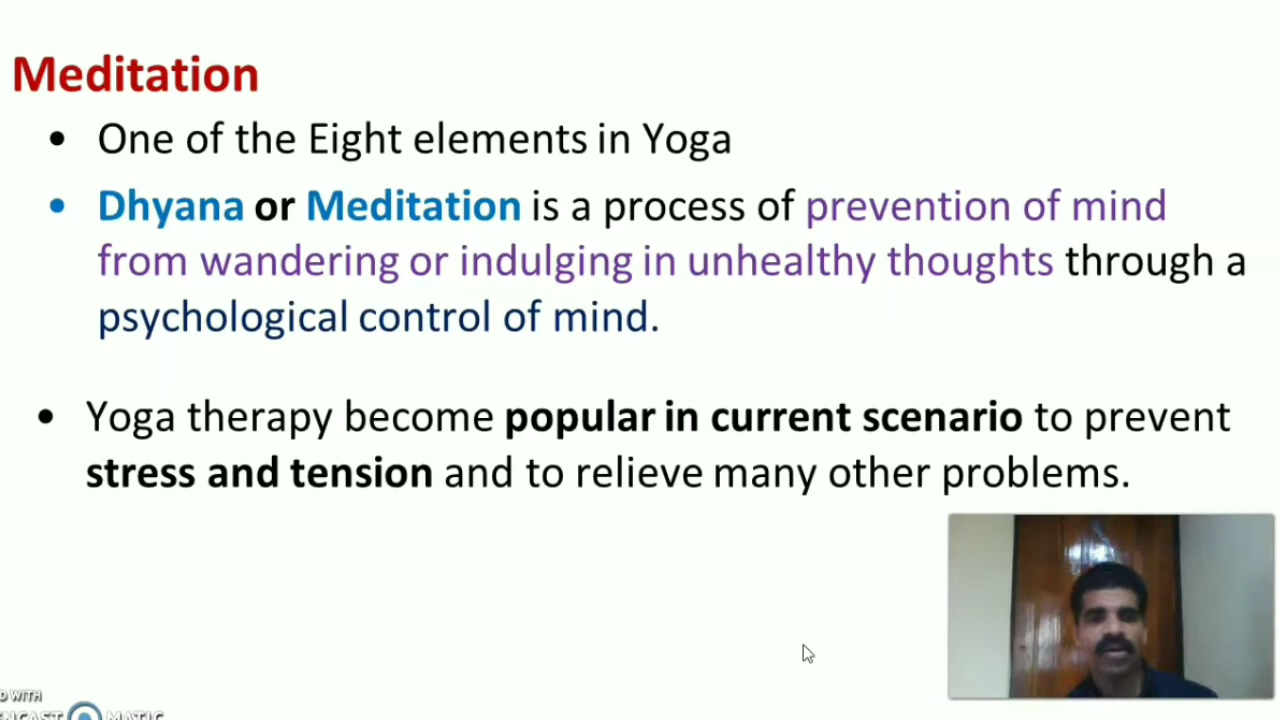 Meditation
• One of the Eight elements in Yoga
• Dhyana or Meditation is a process of prevention of mind
from wandering or indulging in unhealthy thoughts through a
psychological control of mind.
• Yoga therapy become popular in current scenario to prevent
stress and tension and to relieve many other problems.
D WITH
MATIC